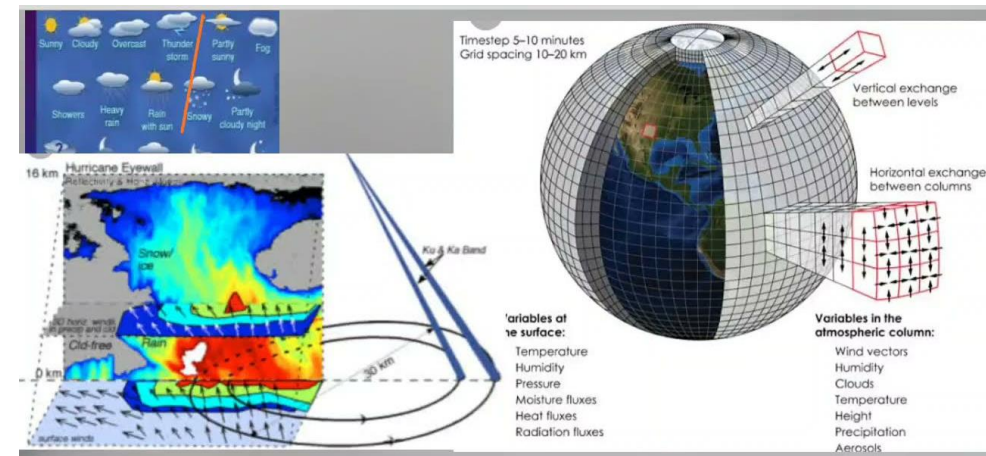 Sunny Cloudy Overcast Thunder storm Partly sunny Fog
Showers Heavy rain Rain with sun Snowy Partly cloudy night
Hurricane Eyewall
16 km
Snow/
ice
Ku & Ka Band
Cld-free
Rain
0 km
30 km
surface winds
Timestep 5–10 minutes
Grid spacing 10–20 km
Vertical exchange
between levels
Horizontal exchange
between columns
ariables at
he surface:
Temperature
Humidity
Pressure
Moisture fluxes
Heat fluxes
Radiation fluxes
Variables in the
atmospheric column:
Wind vectors
Humidity
Clouds
Temperature
Height
Precipitation
Aerosols